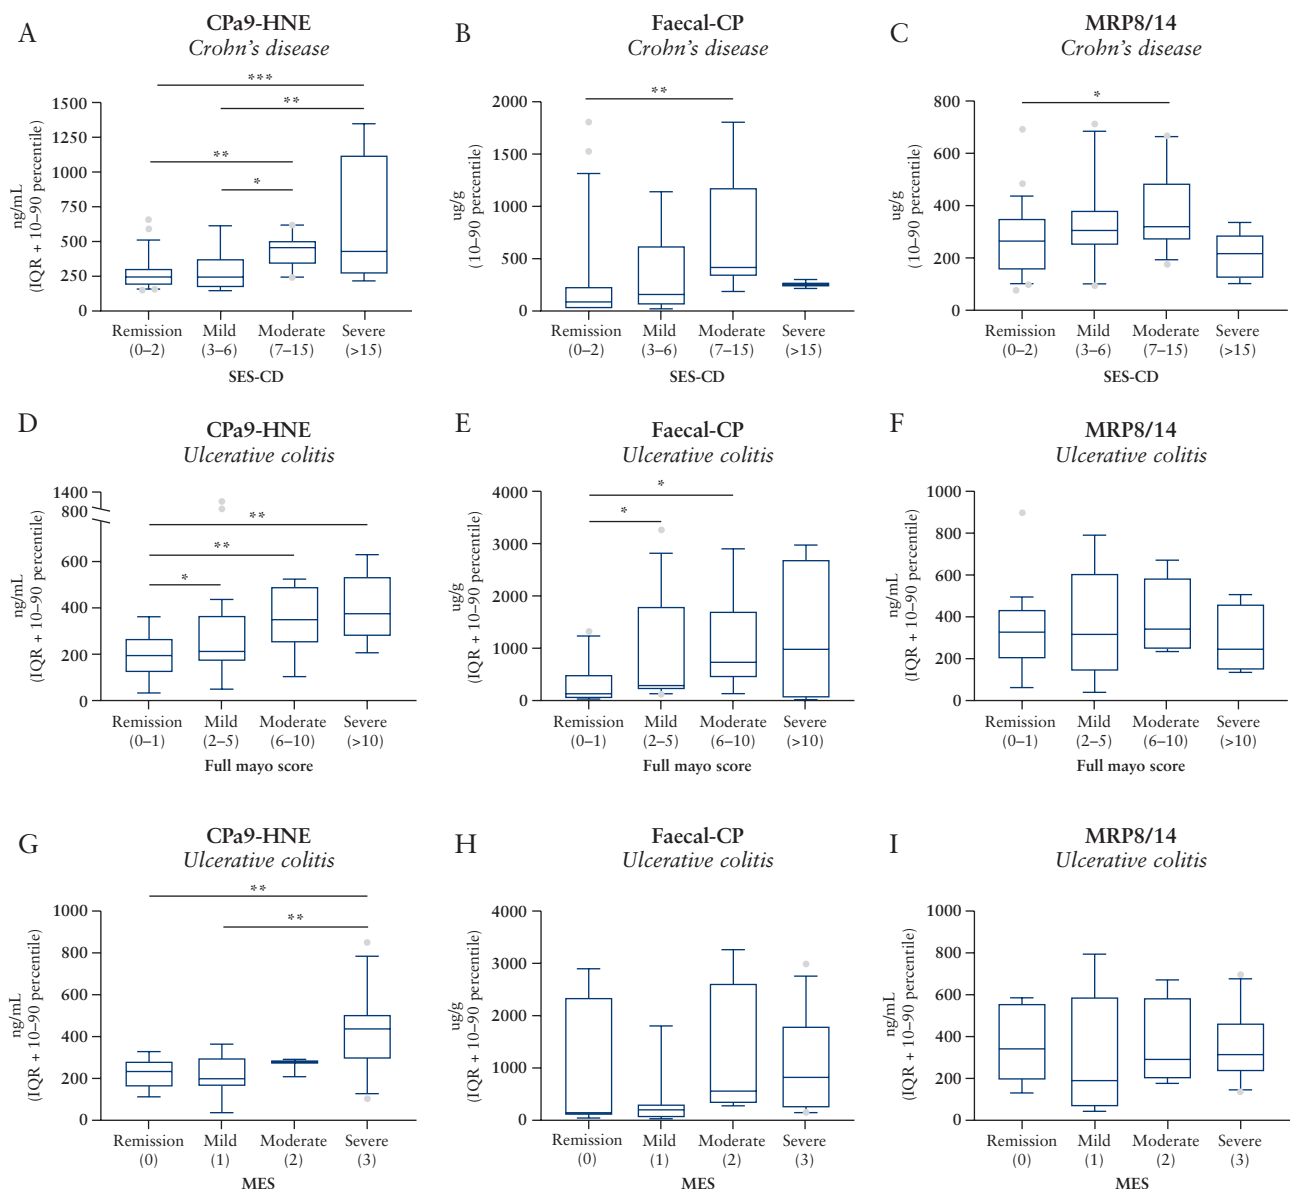 A
CPa9-HNE
Crohn's disease
ng/mL
(IQR + 10–90 percentile)
1500
1250
1000
750
500
250
0
***
**
**
*
Remission
(0–2)
Mild
(3–6)
Moderate
(7–15)
Severe
(>15)
SES-CD
B
Faecal-CP
Crohn's disease
ug/g
(10–90 percentile)
2000
1500
1000
500
0
**
Remission
(0–2)
Mild
(3–6)
Moderate
(7–15)
Severe
(>15)
SES-CD
C
MRP8/14
Crohn's disease
ug/g
(10–90 percentile)
800
600
400
200
0
*
Remission
(0–2)
Mild
(3–6)
Moderate
(7–15)
Severe
(>15)
SES-CD
D
CPa9-HNE
Ulcerative colitis
ng/mL
(IQR + 10–90 percentile)
1400
800
600
400
200
0
**
**
*
Remission
(0–1)
Mild
(2–5)
Moderate
(6–10)
Severe
(>10)
Full mayo score
E
Faecal-CP
Ulcerative colitis
ug/g
(IQR + 10–90 percentile)
4000
3000
2000
1000
0
*
*
Remission
(0–1)
Mild
(2–5)
Moderate
(6–10)
Severe
(>10)
Full mayo score
F
MRP8/14
Ulcerative colitis
ng/mL
(IQR + 10–90 percentile)
1000
800
600
400
200
0
Remission
(0–1)
Mild
(2–5)
Moderate
(6–10)
Severe
(>10)
Full mayo score
G
CPa9-HNE
Ulcerative colitis
ng/mL
(IQR + 10–90 percentile)
1000
800
600
400
200
0
**
**
Remission
(0)
Mild
(1)
Moderate
(2)
Severe
(3)
MES
H
Faecal-CP
Ulcerative colitis
ug/g
(IQR + 10–90 percentile)
4000
3000
2000
1000
0
Remission
(0)
Mild
(1)
Moderate
(2)
Severe
(3)
MES
I
MRP8/14
Ulcerative colitis
ng/mL
(IQR + 10–90 percentile)
1000
800
600
400
200
0
Remission
(0)
Mild
(1)
Moderate
(2)
Severe
(3)
MES